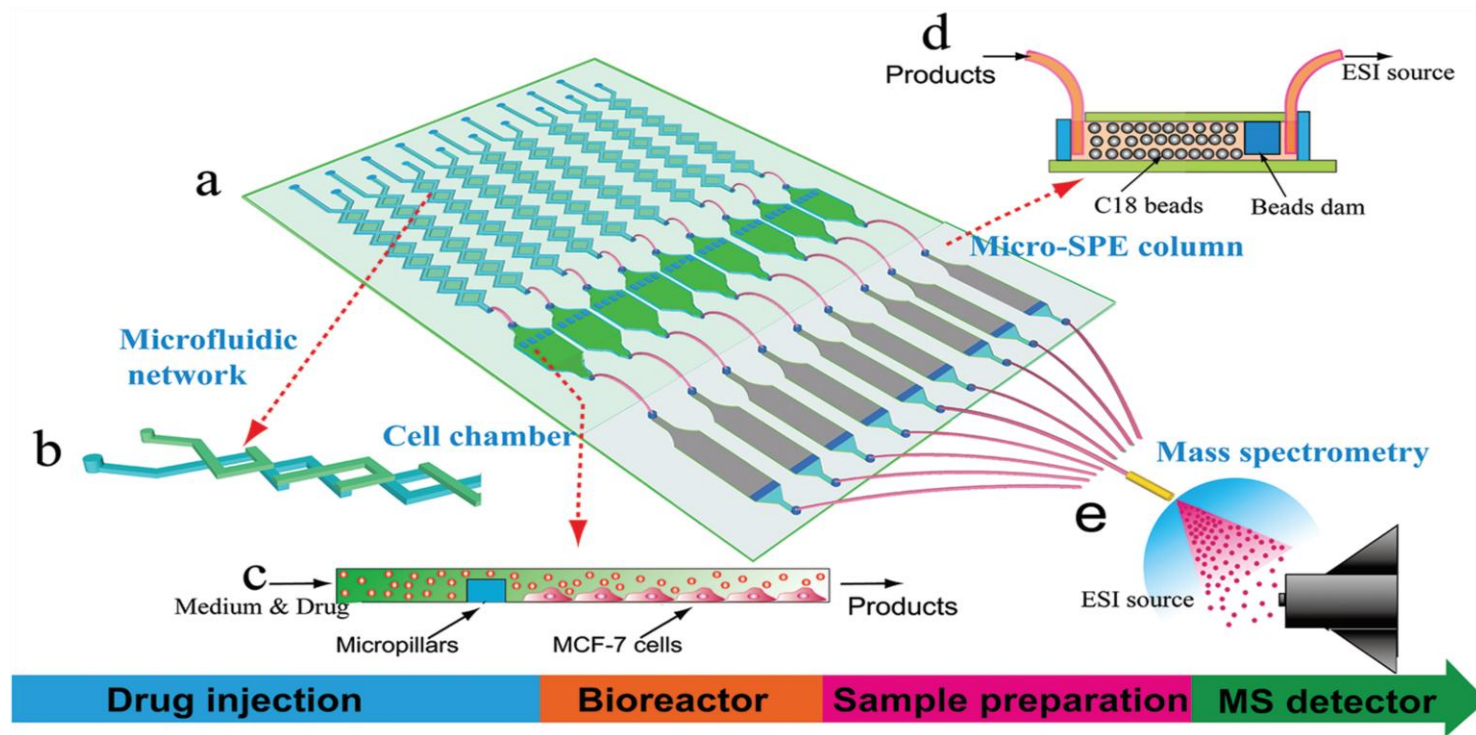 d
Products
ESI source
a
C18 beads
Beads dam
Micro-SPE column
Microfluidic
network
b
Cell chamber
Mass spectrometry
e
c
Medium & Drug
Products
ESI source
Micropillars
MCF-7 cells
Drug injection
Bioreactor
Sample preparation
MS detector